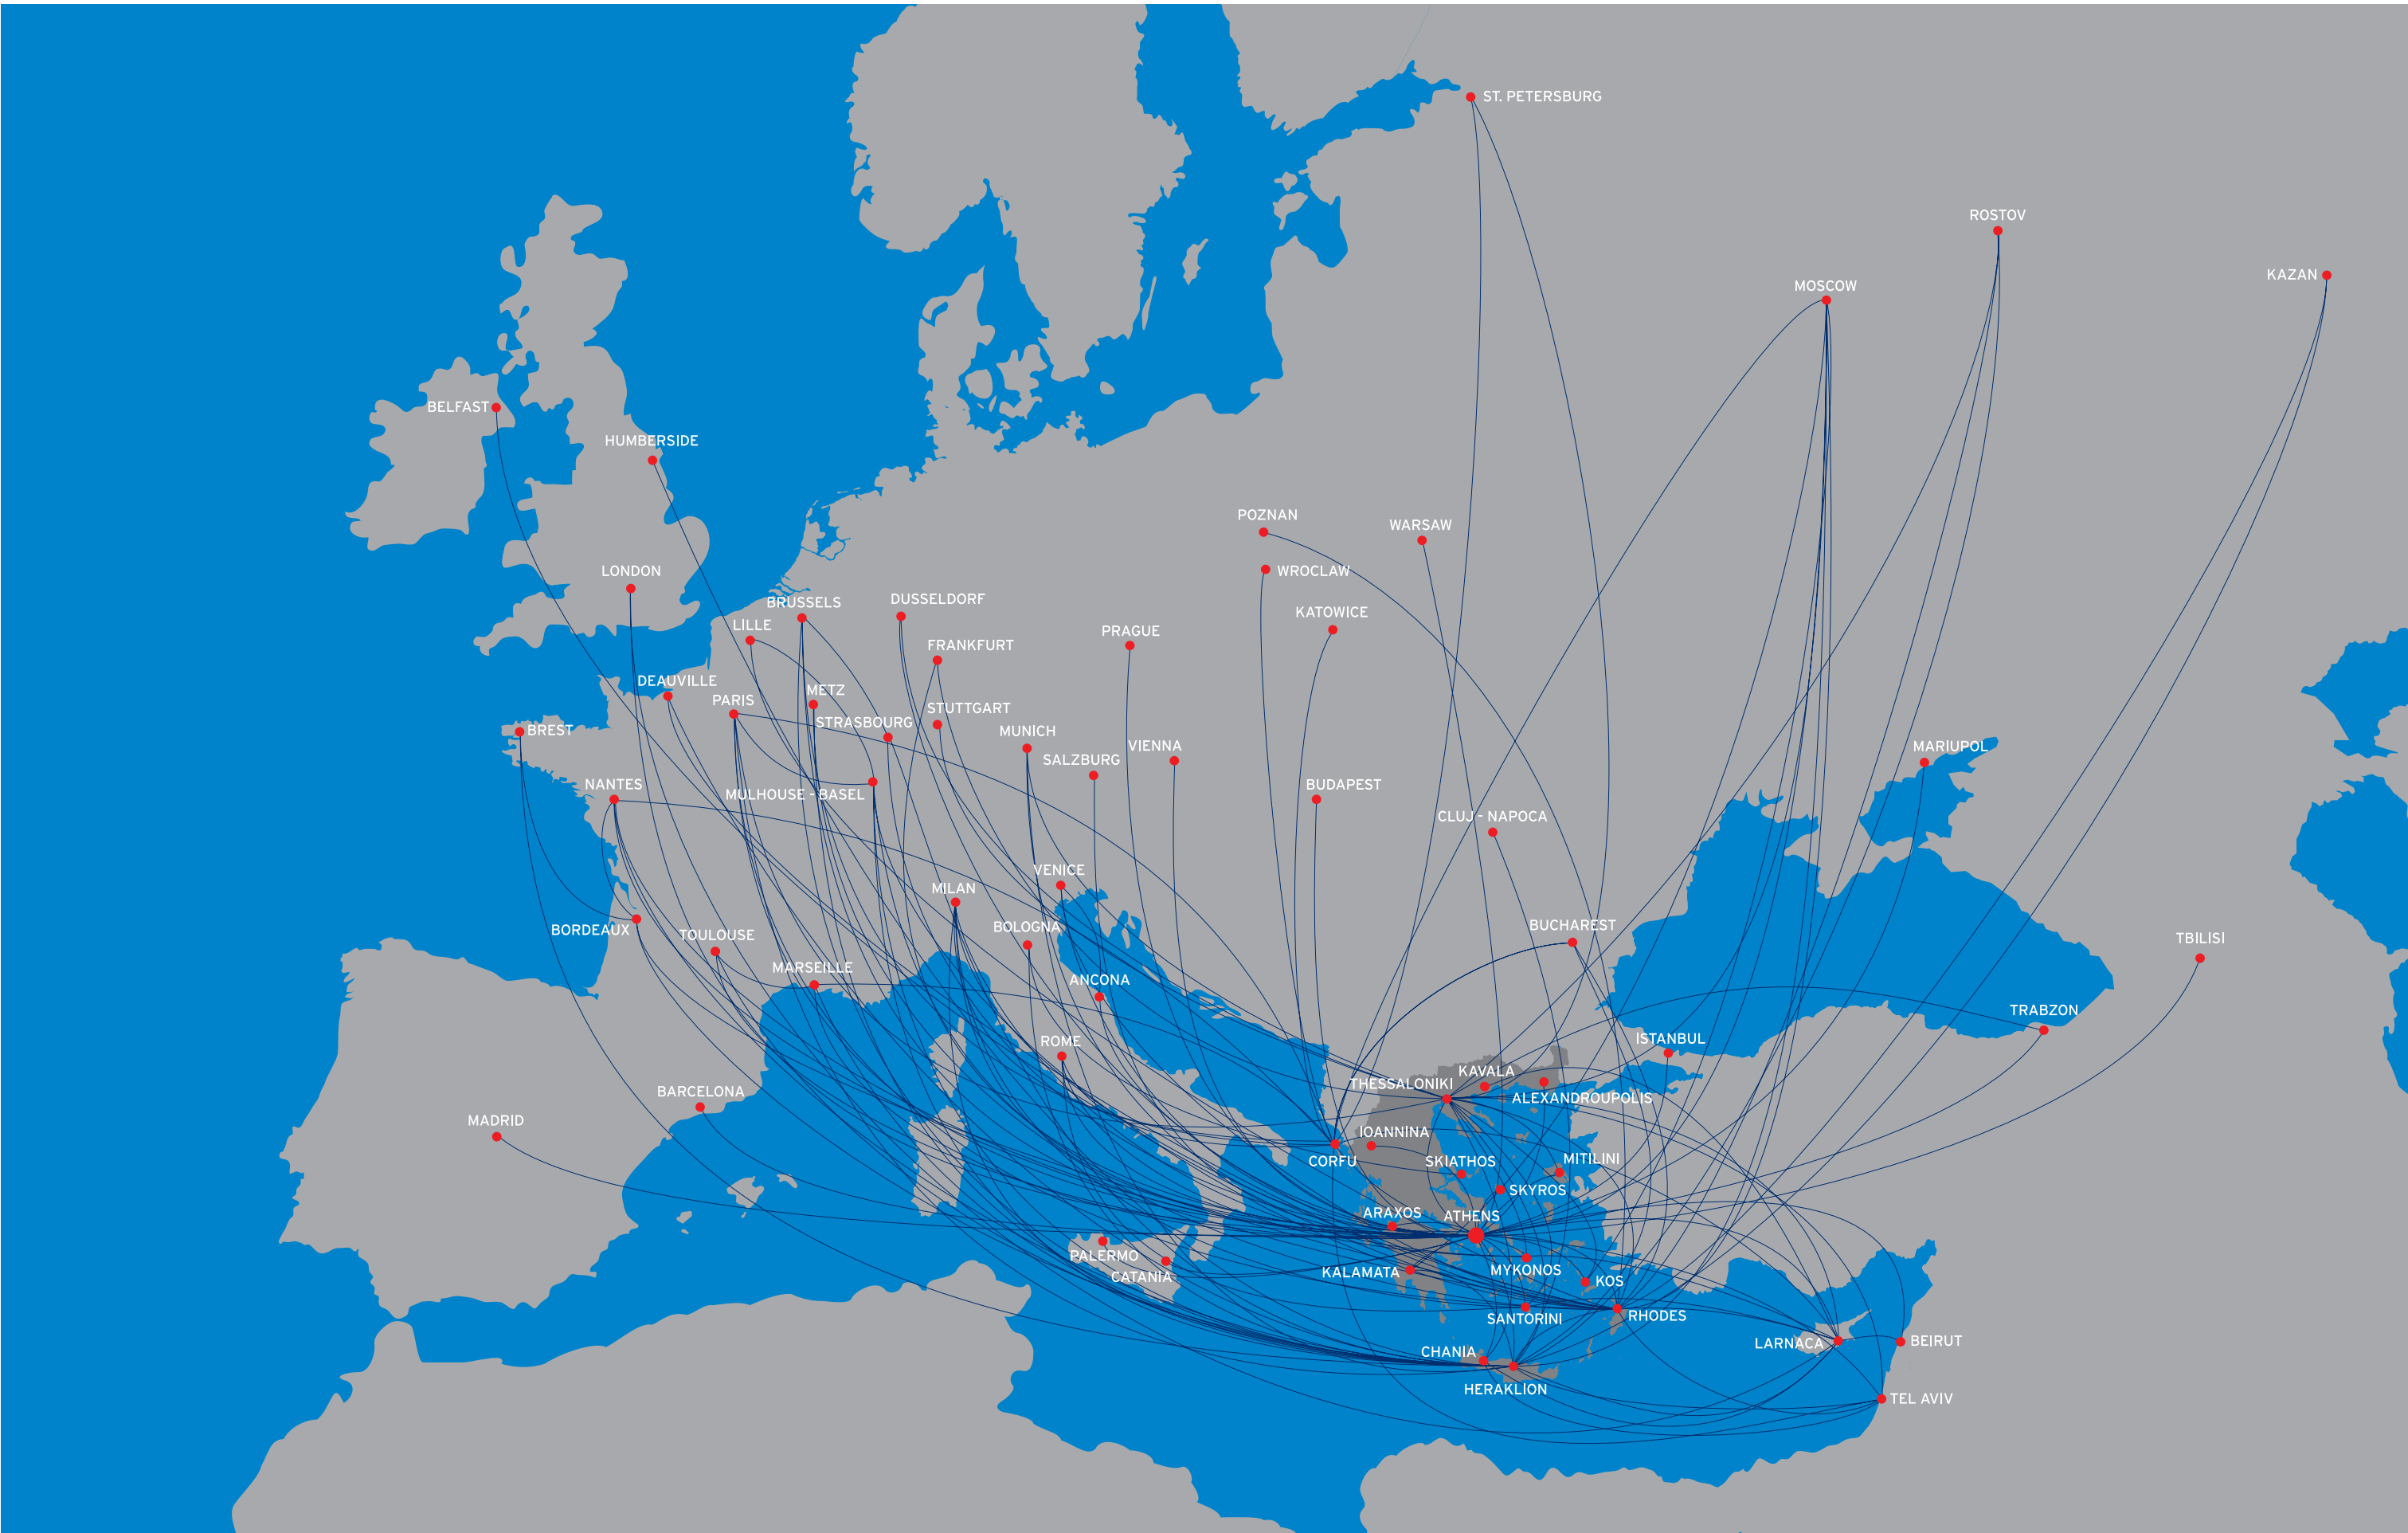 ST. PETERSBURG
ROSTOV
KAZAN
MOSCOW
BELFAST
HUMBERSIDE
POZNAN
WARSAW
LONDON
WROCLAW
BRUSSELS
DUSSELDORF
KATOWICE
LILLE
PRAGUE
FRANKFURT
DEAUVILLE
METZ
PARIS
STUTTGART
STRASBOURG
BREST
MUNICH
VIENNA
MARIUPOL
SALZBURG
NANTES
BUDAPEST
MULHOUSE - BASEL
CLUJ - NAPOCA
VENICE
MILAN
BORDEAUX
BOLOGNA
BUCHAREST
TOULOUSE
TBILISI
MARSEILLE
ANCONA
TRABZON
ROME
ISTANBUL
KAVALA
THESSALONIKI
BARCELONA
ALEXANDROUPOLIS
MADRID
IOANNINA
CORFU
SKIATHOS
MITILINI
SKYROS
ARAXOS
ATHENS
PALERMO
KALAMATA
MYKONOS
CATANIA
KOS
SANTORINI
RHODES
LARNACA
BEIRUT
CHANIA
HERAKLION
TEL AVIV